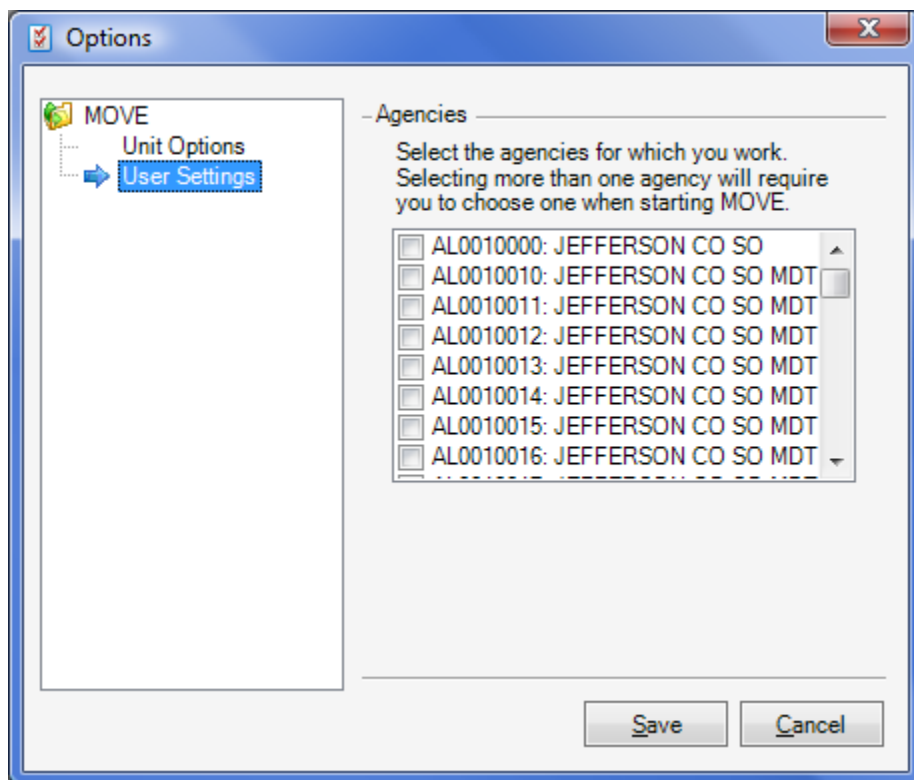 Options
MOVE
Unit Options
User Settings
Agencies
Select the agencies for which you work.
Selecting more than one agency will require
you to choose one when starting MOVE.
AL0010000: JEFFERSON CO SO
AL0010010: JEFFERSON CO SO MDT
AL0010011: JEFFERSON CO SO MDT
AL0010012: JEFFERSON CO SO MDT
AL0010013: JEFFERSON CO SO MDT
AL0010014: JEFFERSON CO SO MDT
AL0010015: JEFFERSON CO SO MDT
AL0010016: JEFFERSON CO SO MDT
Save
Cancel